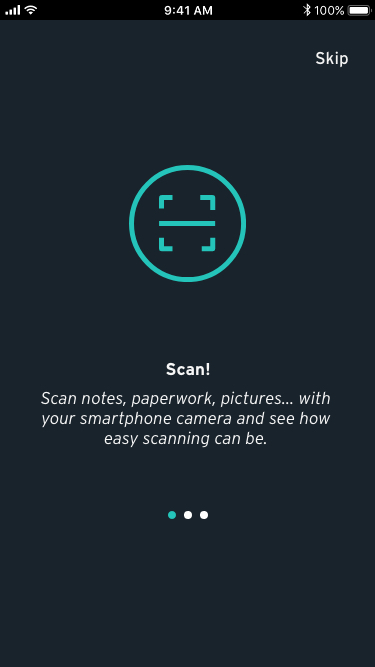 9:41 AM
100%
Skip
Scan!
Scan notes, paperwork, pictures... with
your smartphone camera and see how
easy scanning can be.